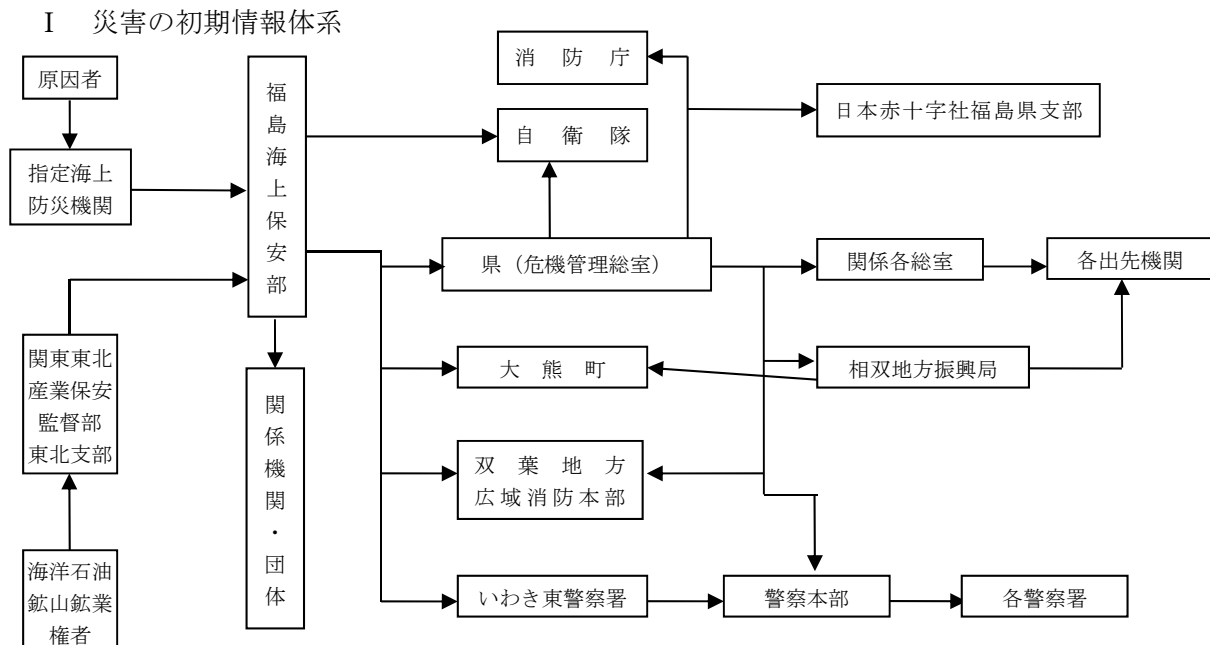 Ⅰ 災害の初期情報体系
原因者
指定海上
防災機関
関東東北
産業保安
監督部
東北支部
海洋石油
鉱山鉱業
権者
福島海上保安部
関係機関・団体
消防庁
自衛隊
日本赤十字社福島県支部
県(危機管理総室)
関係各総室
各出先機関
大熊町
相双地方振興局
双葉地方
広域消防本部
いわき東警察署
警察本部
各警察署